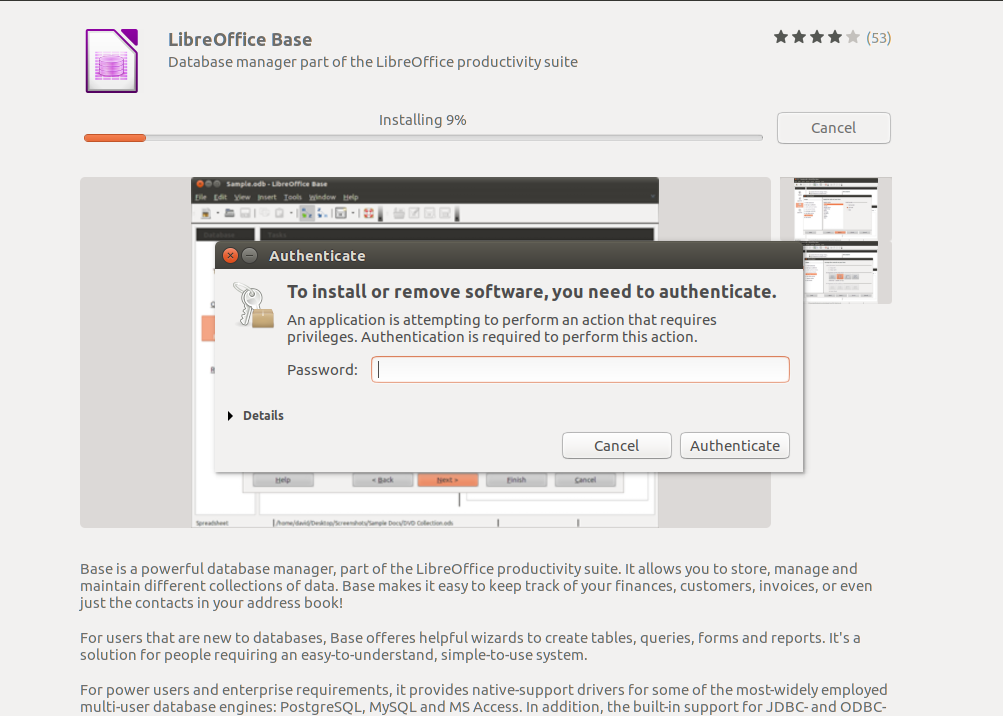 LibreOffice Base
(53)
Database manager part of the LibreOffice productivity suite
Installing 9%
Cancel
Sample.odb - LibreOffice Base
File Edit View Insert Tools Window Help
Database
Tasks
Authenticate
To install or remove software, you need to authenticate.
An application is attempting to perform an action that requires
privileges. Authentication is required to perform this action.
Password:
Details
Cancel
Authenticate
Help
< Back
Next >
Finish
Cancel
Spreadsheet
/home/david/Desktop/Screenshots/Sample Docs/DVD Collection.ods
Base is a powerful database manager, part of the LibreOffice productivity suite. It allows you to store, manage and
maintain different collections of data. Base makes it easy to keep track of your finances, customers, invoices, or even
just the contacts in your address book!
For users that are new to databases, Base offeres helpful wizards to create tables, queries, forms and reports. It's a
solution for people requiring an easy-to-understand, simple-to-use system.
For power users and enterprise requirements, it provides native-support drivers for some of the most-widely employed
multi-user database engines: PostgreSQL, MySQL and MS Access. In addition, the built-in support for JDBC- and ODBC-